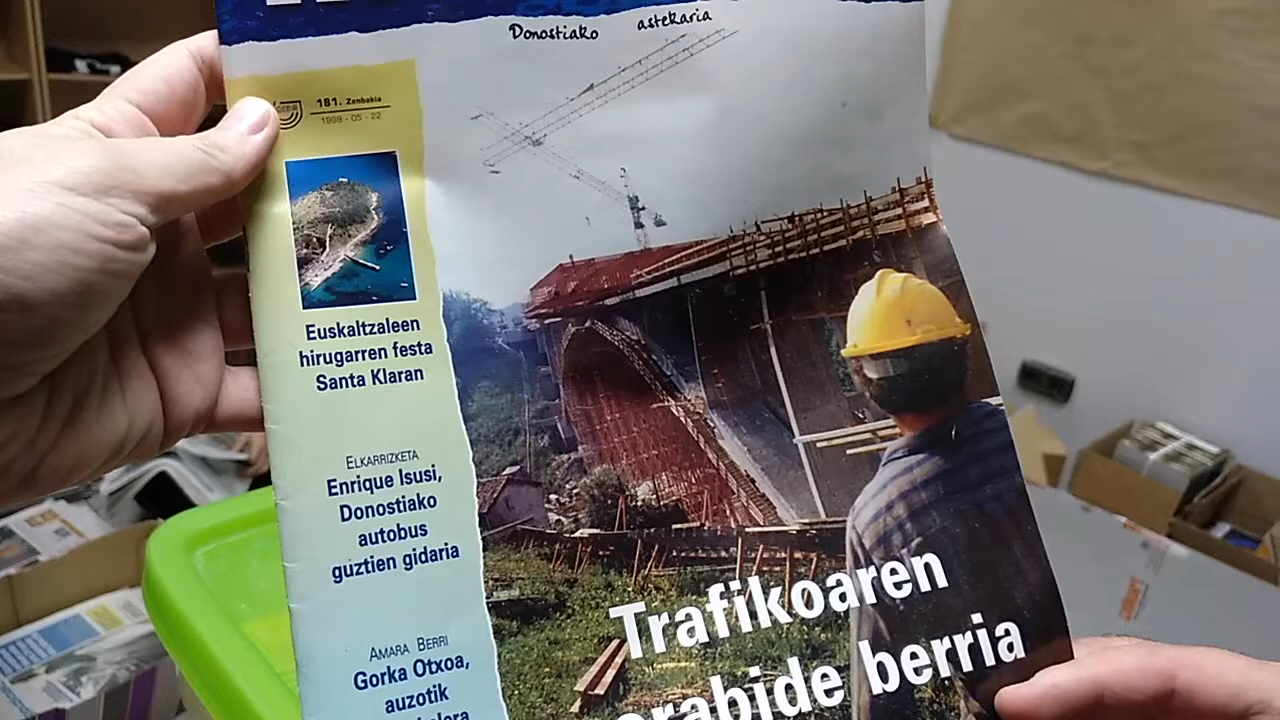 Donostiako astekaria
181. Zenbakia
1998 - 05 - 22
Euskaltzaleen
hirugarren festa
Santa Klaran
ELKARRIZKETA
Enrique Isusi,
Donostiako
autobus
guztien gidaria
AMARA BERRI
Gorka Otxoa,
auzotik
Trafikoaren
berria